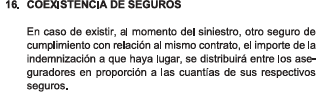 16. COEXISTENCIA DE SEGUROS
En caso de existir, al momento del siniestro, otro seguro de
cumplimiento con relación al mismo contrato, el importe de la
indemnización a que haya lugar, se distribuirá entre los ase-
guradores en proporción a las cuantías de sus respectivos
seguros.